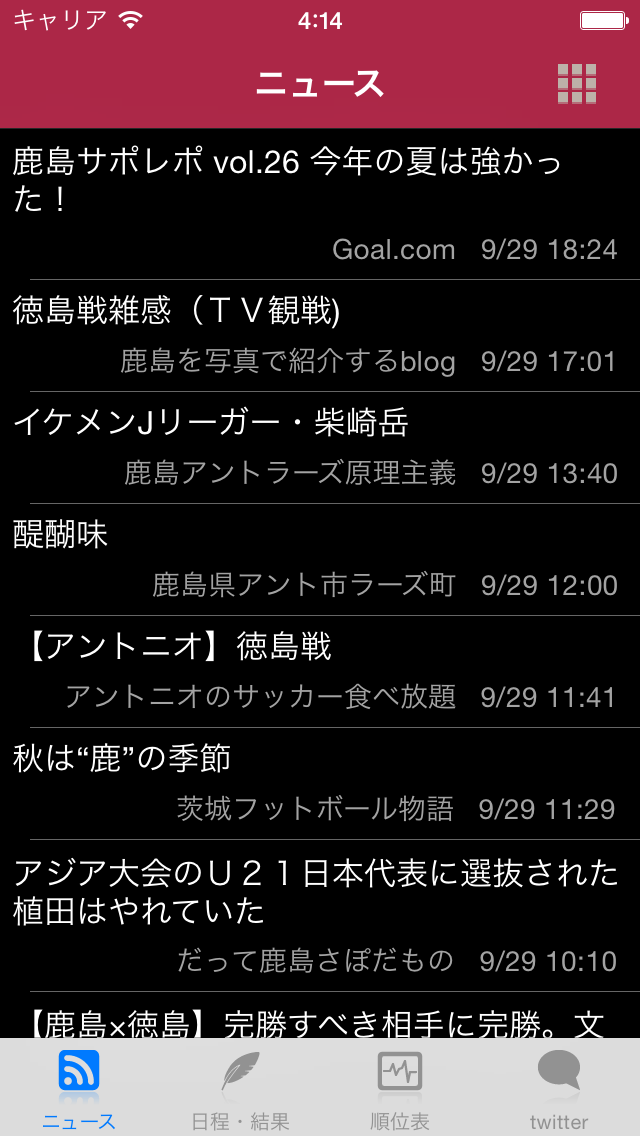 キャリア 4:14
ニュース
鹿島サポレポ vol.26 今年の夏は強かっ
た！
Goal.com 9/29 18:24
徳島戦雑感（ＴＶ観戦)
鹿島を写真で紹介するblog 9/29 17:01
イケメンJリーガー・柴崎岳
鹿島アントラーズ原理主義 9/29 13:40
醍醐味
鹿島県アント市ラーズ町 9/29 12:00
【アントニオ】徳島戦
アントニオのサッカー食べ放題 9/29 11:41
秋は“鹿”の季節
茨城フットボール物語 9/29 11:29
アジア大会のＵ２１日本代表に選抜された
植田はやれていた
だって鹿島さぽだもの 9/29 10:10
【鹿島×徳島】完勝すべき相手に完勝。文
ニュース 日程・結果 順位表 twitter